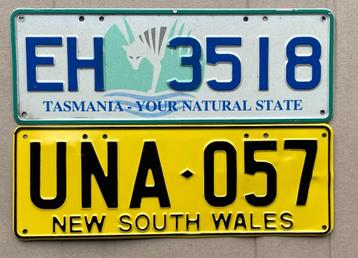 EH 3518
TASMANIA - YOUR NATURAL STATE
UNA·057
NEW SOUTH WALES